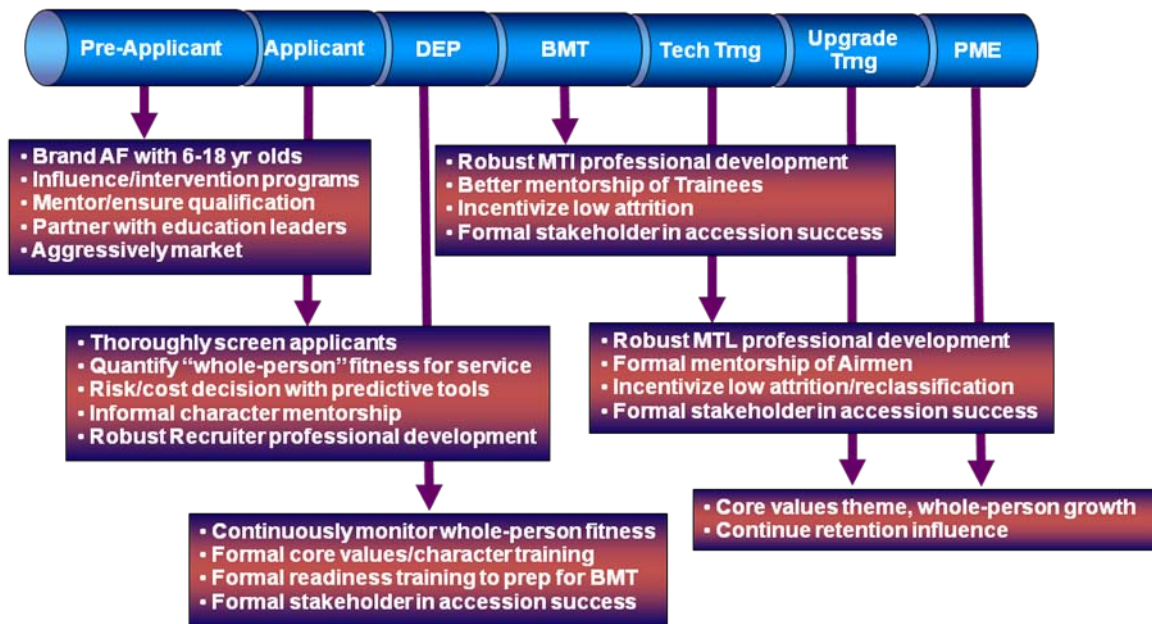 Pre-Applicant
Applicant
DEP
BMT
Tech Trng
Upgrade
Trng
PME
• Brand AF with 6-18 yr olds
• Influence/intervention programs
• Mentor/ensure qualification
• Partner with education leaders
• Aggressively market
• Robust MTI professional development
• Better mentorship of Trainees
• Incentivize low attrition
• Formal stakeholder in accession success
• Thoroughly screen applicants
• Quantify “whole-person” fitness for service
• Risk/cost decision with predictive tools
• Informal character mentorship
• Robust Recruiter professional development
• Robust MTL professional development
• Formal mentorship of Airmen
• Incentivize low attrition/reclassification
• Formal stakeholder in accession success
• Continuously monitor whole-person fitness
• Formal core values/character training
• Formal readiness training to prep for BMT
• Formal stakeholder in accession success
• Core values theme, whole-person growth
• Continue retention influence